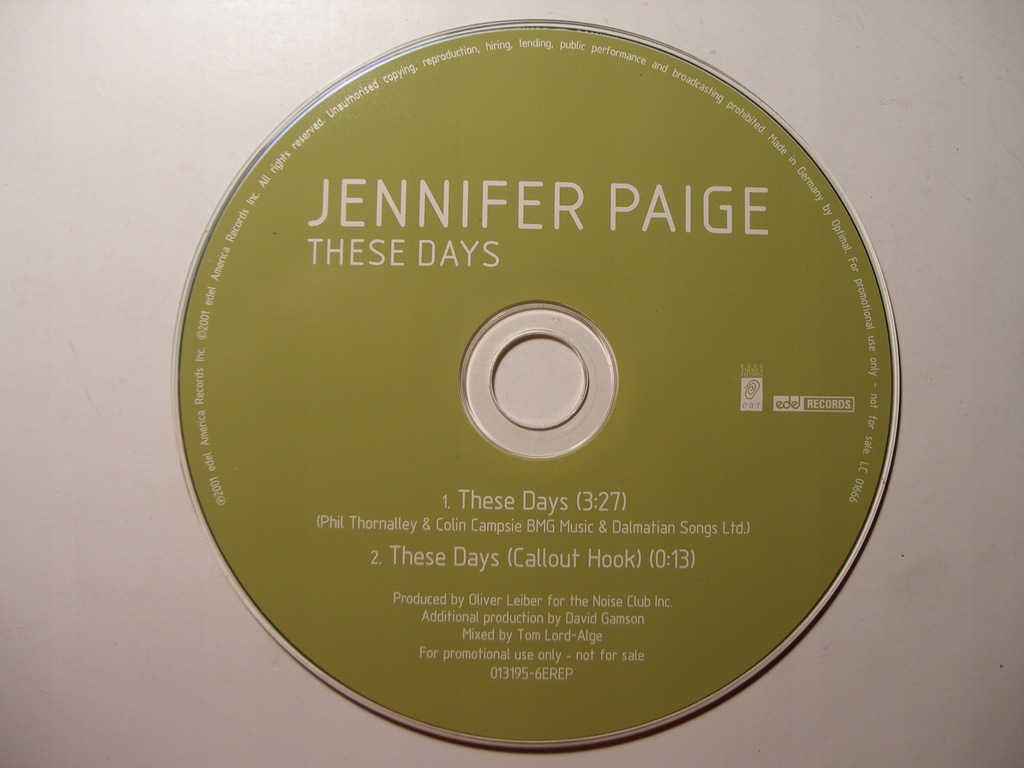 ℗2001 edel America Records Inc. ©2001 edel America Records Inc. All rights reserved. Unauthorised copying, reproduction, hiring, lending, public performance and broadcasting prohibited. Made in Germany by Optimal. For promotional use only - not for sale. LC 01666
JENNIFER PAIGE
THESE DAYS
e·a·r
edel RECORDS
1. These Days (3:27)
(Phil Thornalley & Colin Campsie BMG Music & Dalmatian Songs Ltd.)
2. These Days (Callout Hook) (0:13)
Produced by Oliver Leiber for the Noise Club Inc.
Additional production by David Gamson
Mixed by Tom Lord-Alge
For promotional use only - not for sale
013195-6EREP